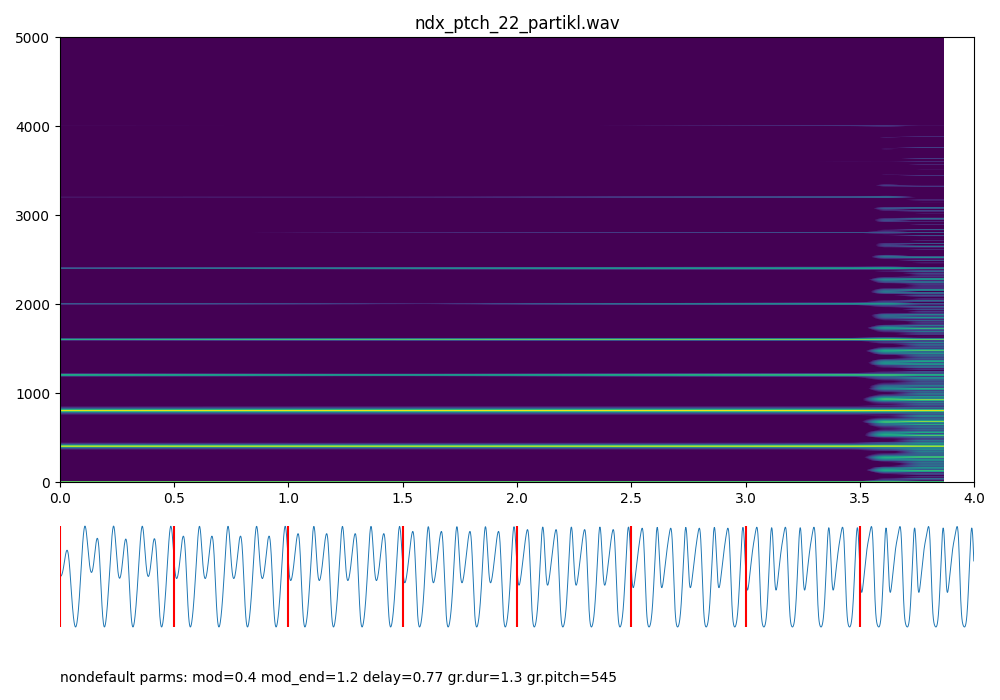 ndx_ptch_22_partikl.wav
5000
4000
3000
2000
1000
0
0.0 0.5 1.0 1.5 2.0 2.5 3.0 3.5 4.0
nondefault parms: mod=0.4 mod_end=1.2 delay=0.77 gr.dur=1.3 gr.pitch=545